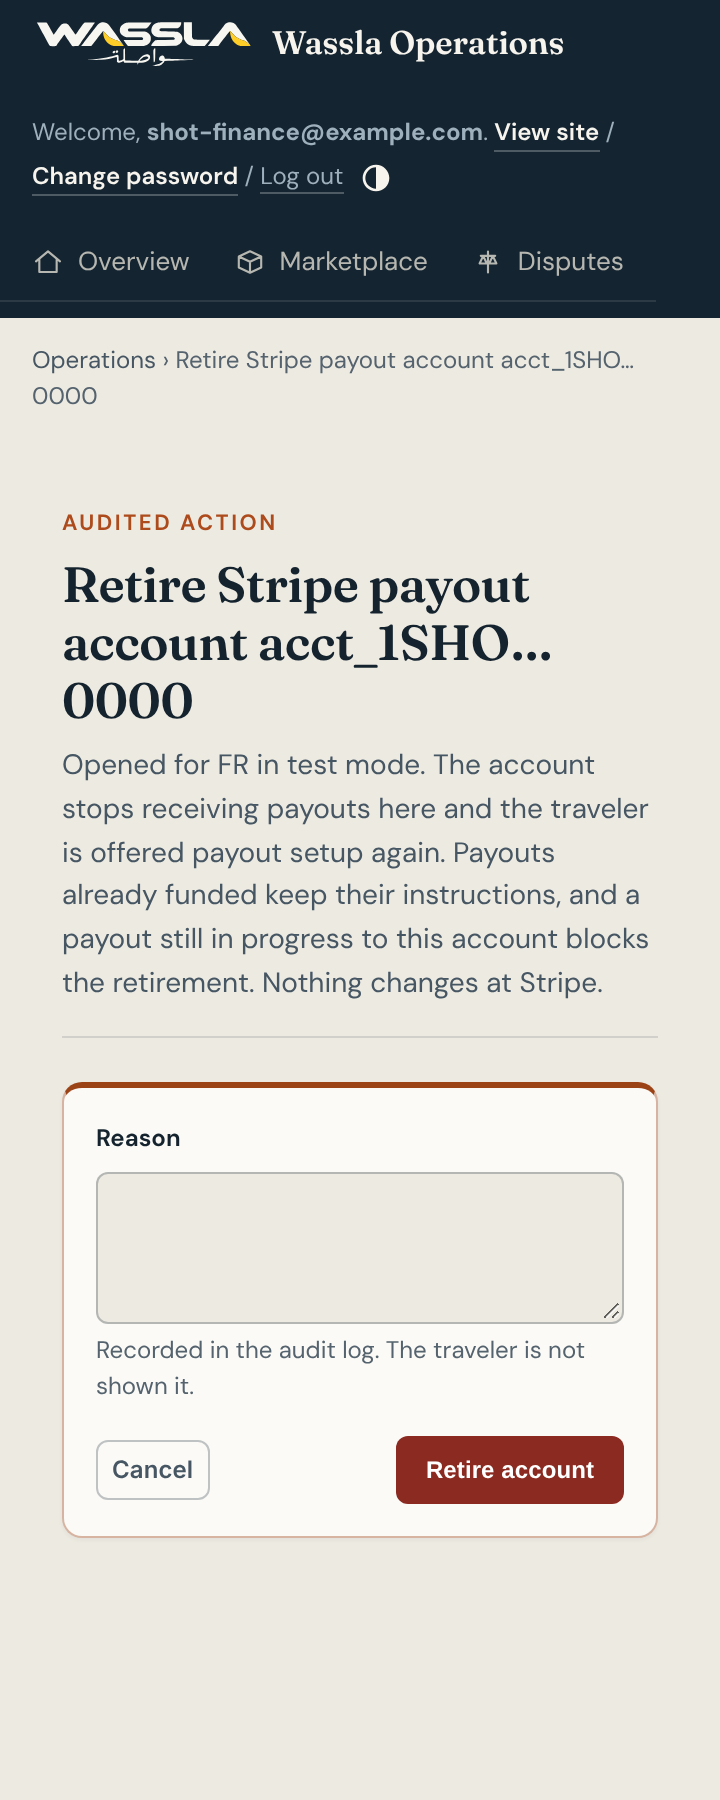 WASSLA
واصلة
Wassla Operations
Welcome, shot-finance@example.com. View site /
Change password / Log out
Overview Marketplace Disputes
Operations › Retire Stripe payout account acct_1SHO…
0000
AUDITED ACTION
Retire Stripe payout
account acct_1SHO…
0000
Opened for FR in test mode. The account
stops receiving payouts here and the traveler
is offered payout setup again. Payouts
already funded keep their instructions, and a
payout still in progress to this account blocks
the retirement. Nothing changes at Stripe.
Reason
Recorded in the audit log. The traveler is not
shown it.
Cancel Retire account